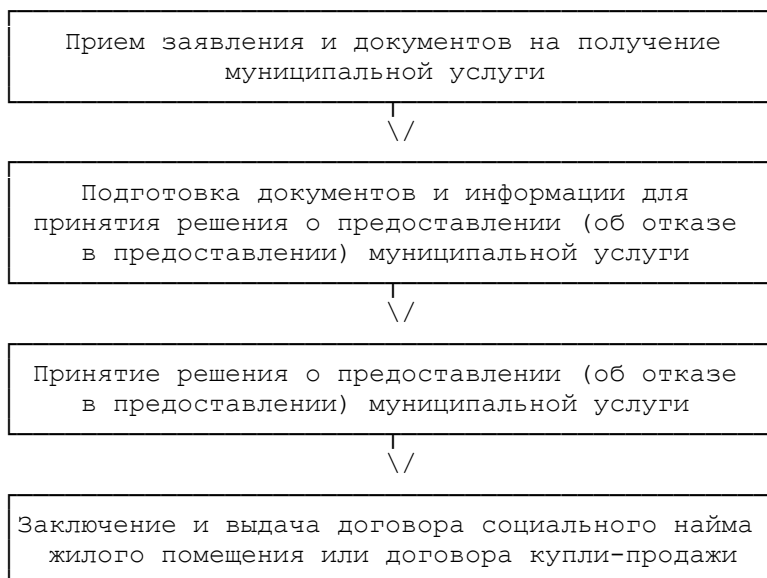 Прием заявления и документов на получение
муниципальной услуги
\/
Подготовка документов и информации для
принятия решения о предоставлении (об отказе
в предоставлении) муниципальной услуги
\/
Принятие решения о предоставлении (об отказе
в предоставлении) муниципальной услуги
\/
Заключение и выдача договора социального найма
жилого помещения или договора купли-продажи